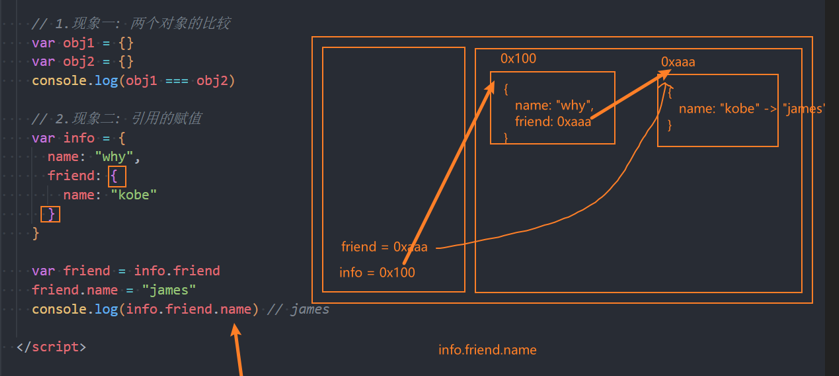 // 1.现象一: 两个对象的比较
var obj1 = {}
var obj2 = {}
console.log(obj1 === obj2)
// 2.现象二: 引用的赋值
var info = {
name: "why",
friend: {
name: "kobe"
}
}
var friend = info.friend
friend.name = "james"
console.log(info.friend.name) // james
</script>
0x100
{
name: "why",
friend: 0xaaa
}
0xaaa
{
name: "kobe" -> "james"
}
friend = 0xaaa
info = 0x100
info.friend.name